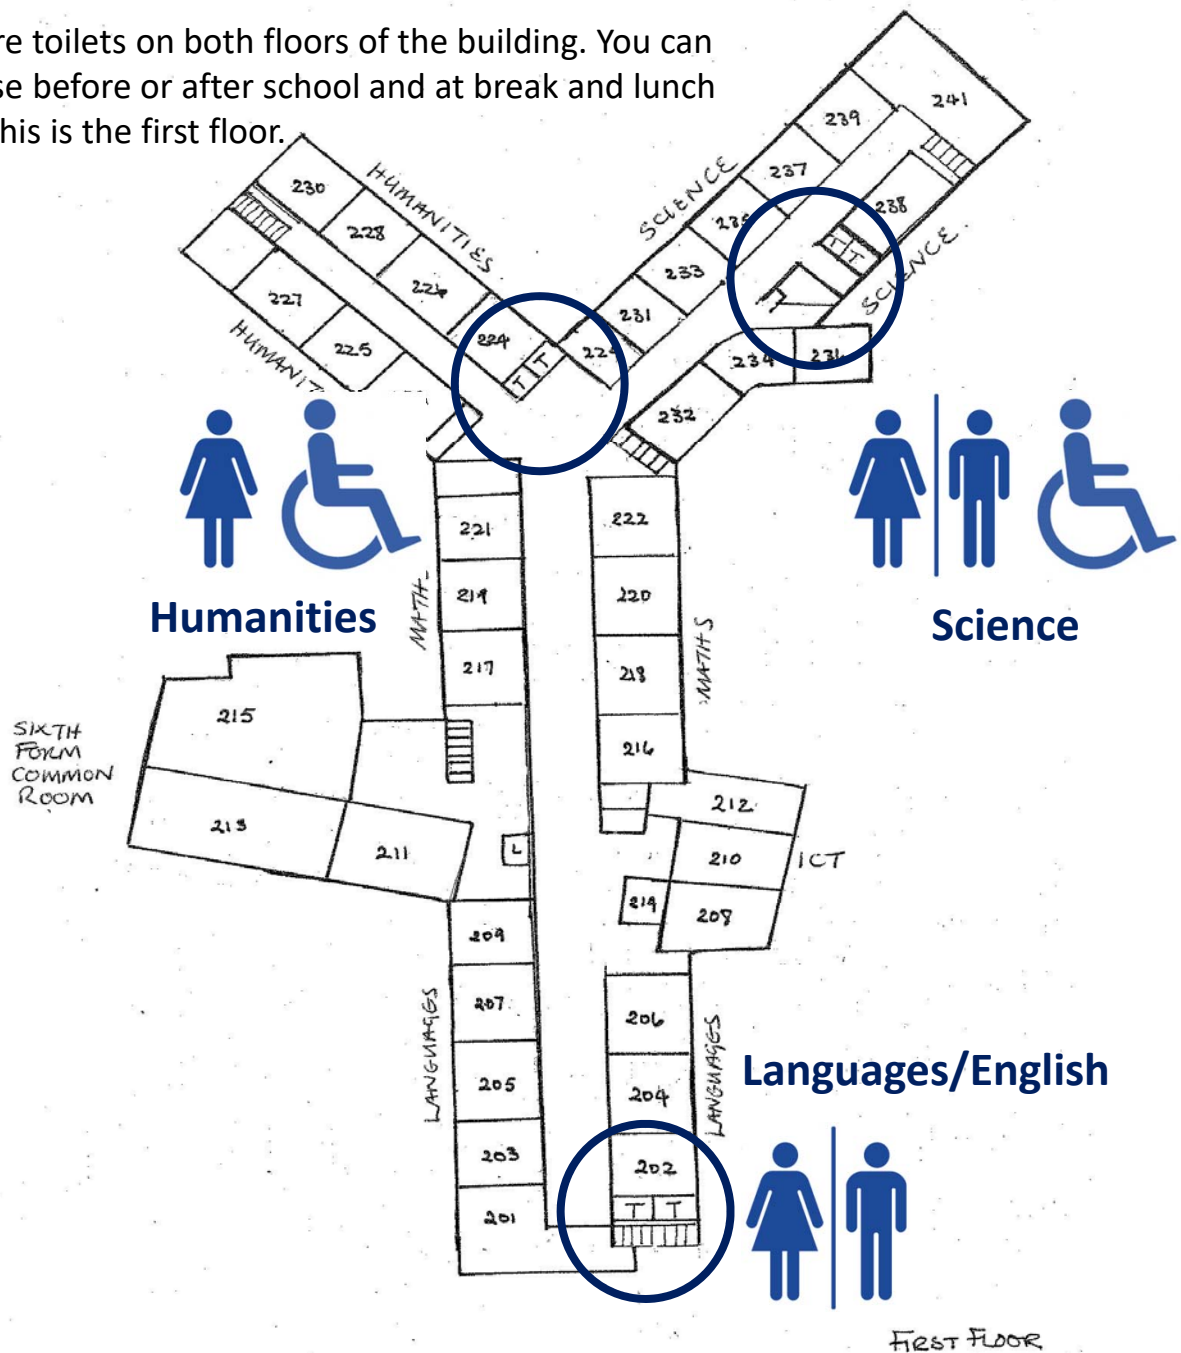 re toilets on both floors of the building. You can
se before or after school and at break and lunch
his is the first floor.
241
239
HUMANITIES
SCIENCE
237
230
238
235
228
SCIENCE.
233
226
227
231
224
T T
T T
225
HUMANIT
234
232
221
222
MATH
219
220
MATHS
Humanities
Science
217
218
215
SIXTH
FORM
COMMON
ROOM
216
212
213
211
L
210
ICT
214
208
209
LANGUAGES
207
206
LANGUAGES
Languages/English
205
204
203
202
T T
201
FIRST FLOOR